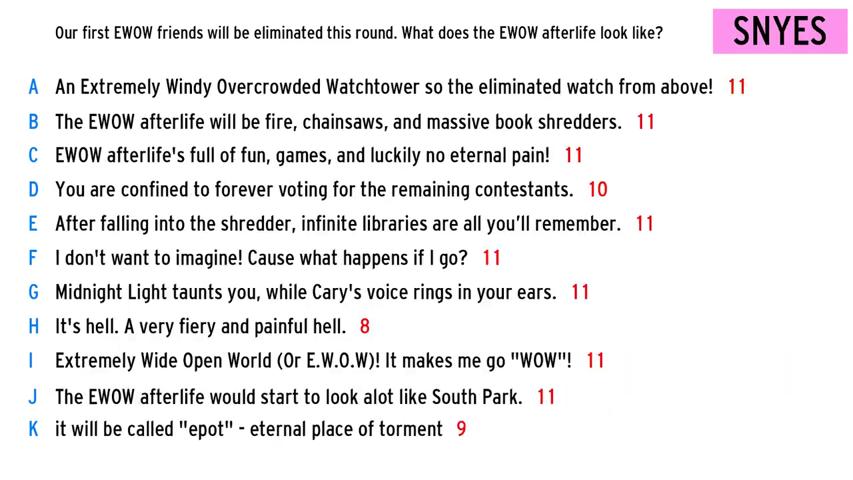 Our first EWOW friends will be eliminated this round. What does the EWOW afterlife look like?
SNYES
A An Extremely Windy Overcrowded Watchtower so the eliminated watch from above! 11
B The EWOW afterlife will be fire, chainsaws, and massive book shredders. 11
C EWOW afterlife's full of fun, games, and luckily no eternal pain! 11
D You are confined to forever voting for the remaining contestants. 10
E After falling into the shredder, infinite libraries are all you’ll remember. 11
F I don't want to imagine! Cause what happens if I go? 11
G Midnight Light taunts you, while Cary's voice rings in your ears. 11
H It's hell. A very fiery and painful hell. 8
I Extremely Wide Open World (Or E.W.O.W)! It makes me go "WOW"! 11
J The EWOW afterlife would start to look alot like South Park. 11
K it will be called "epot" - eternal place of torment 9